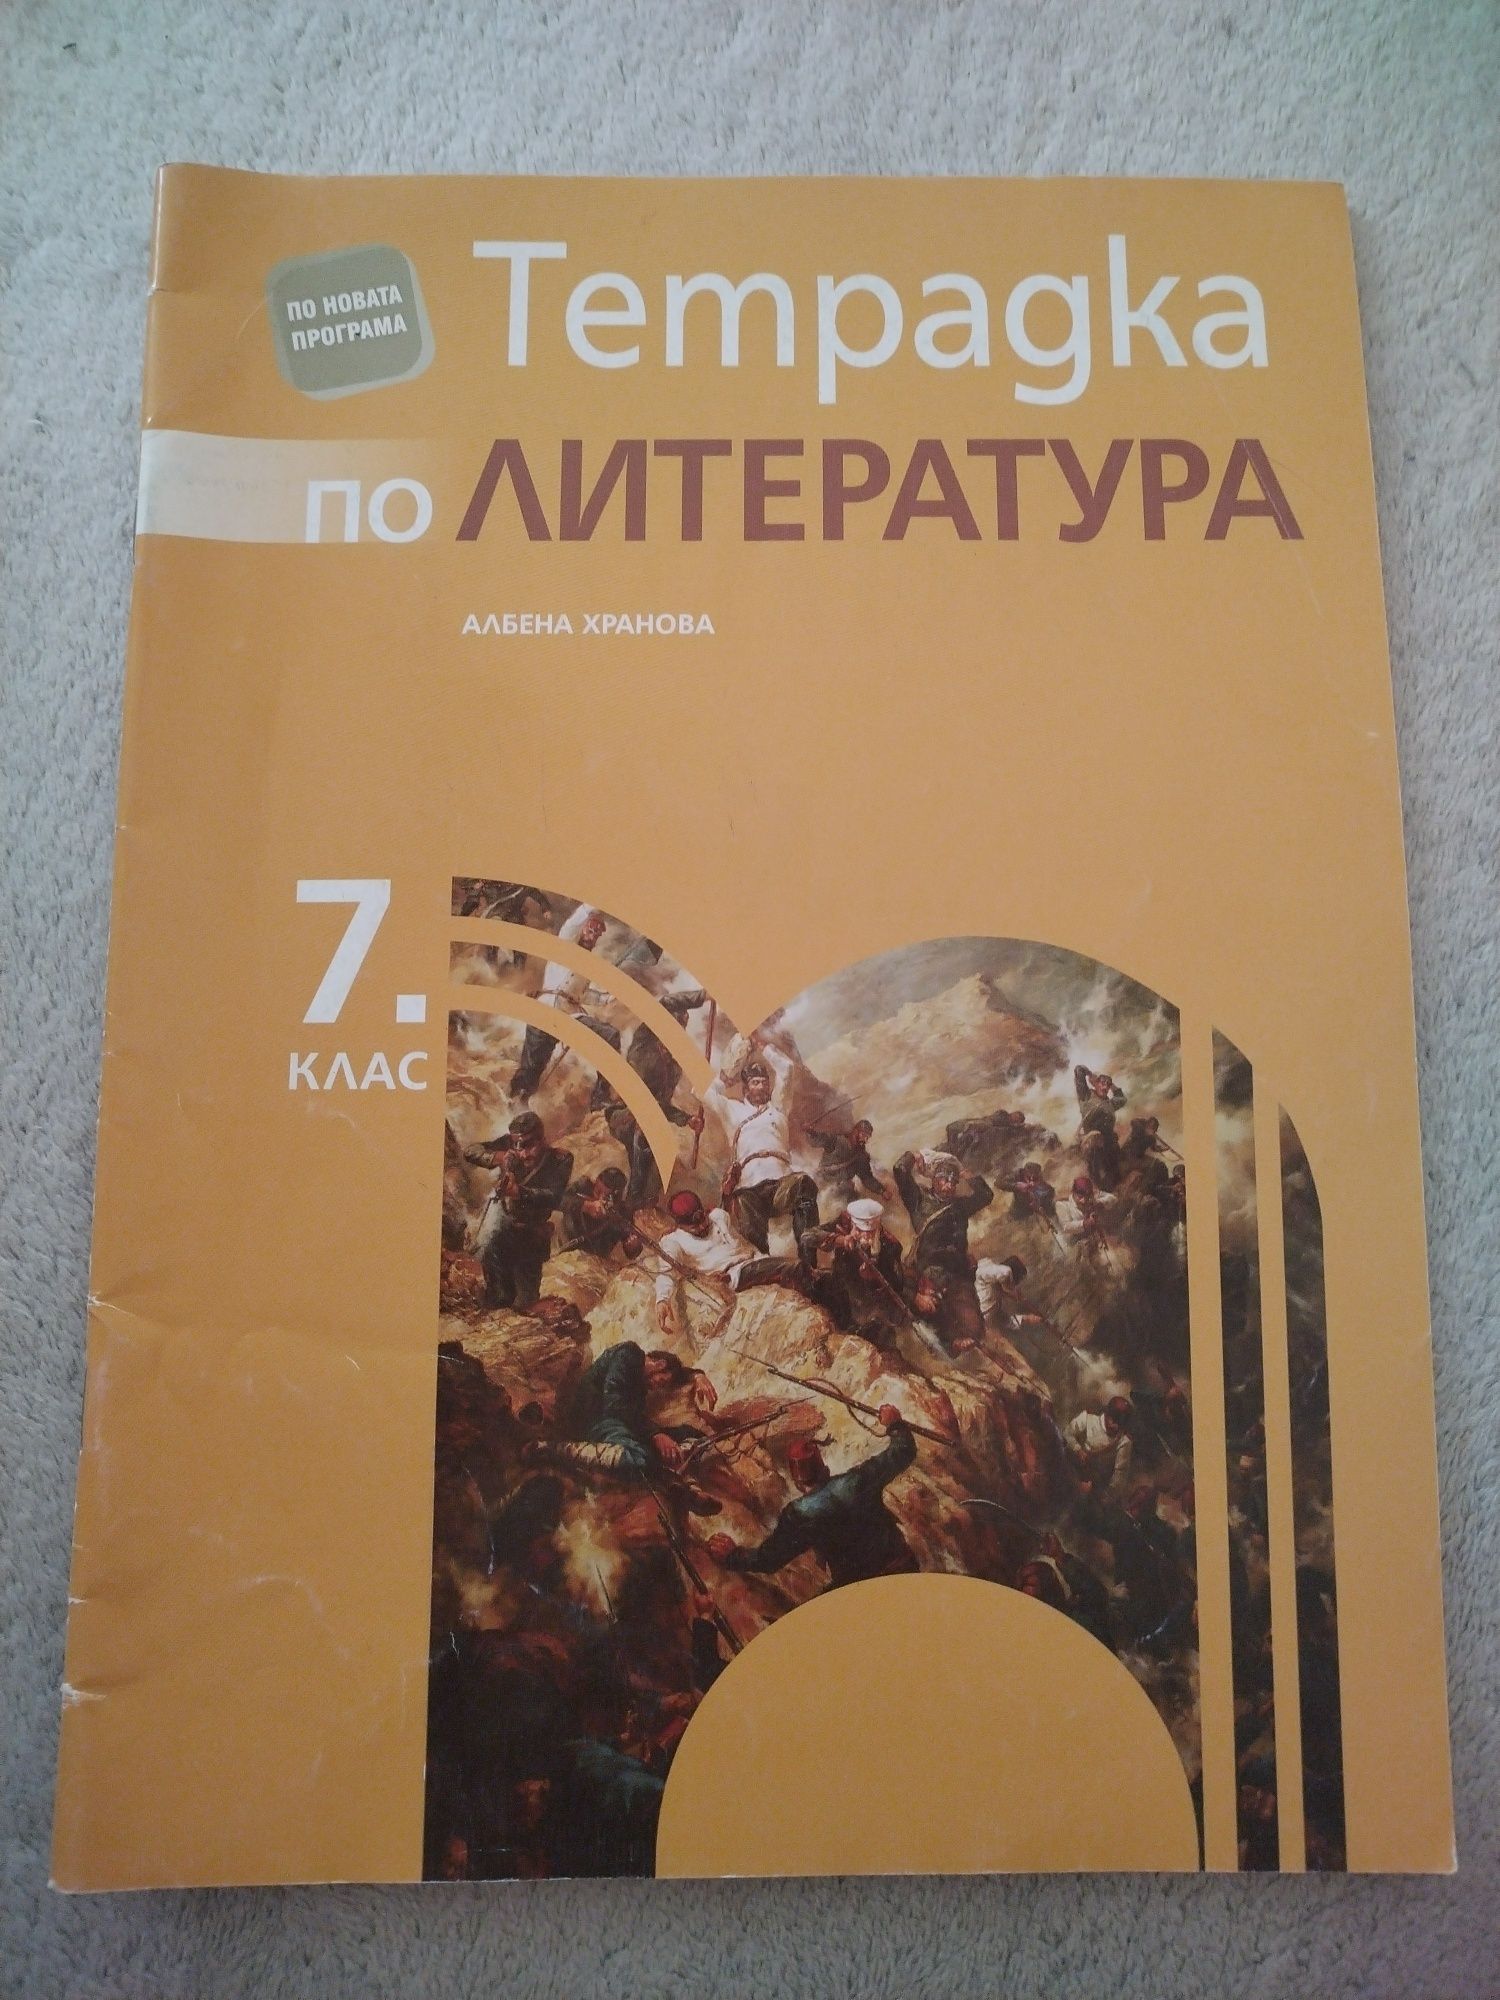 ПО НОВАТА
ПРОГРАМА
Тетрадка
по ЛИТЕРАТУРА
АЛБЕНА ХРАНОВА
7.
КЛАС